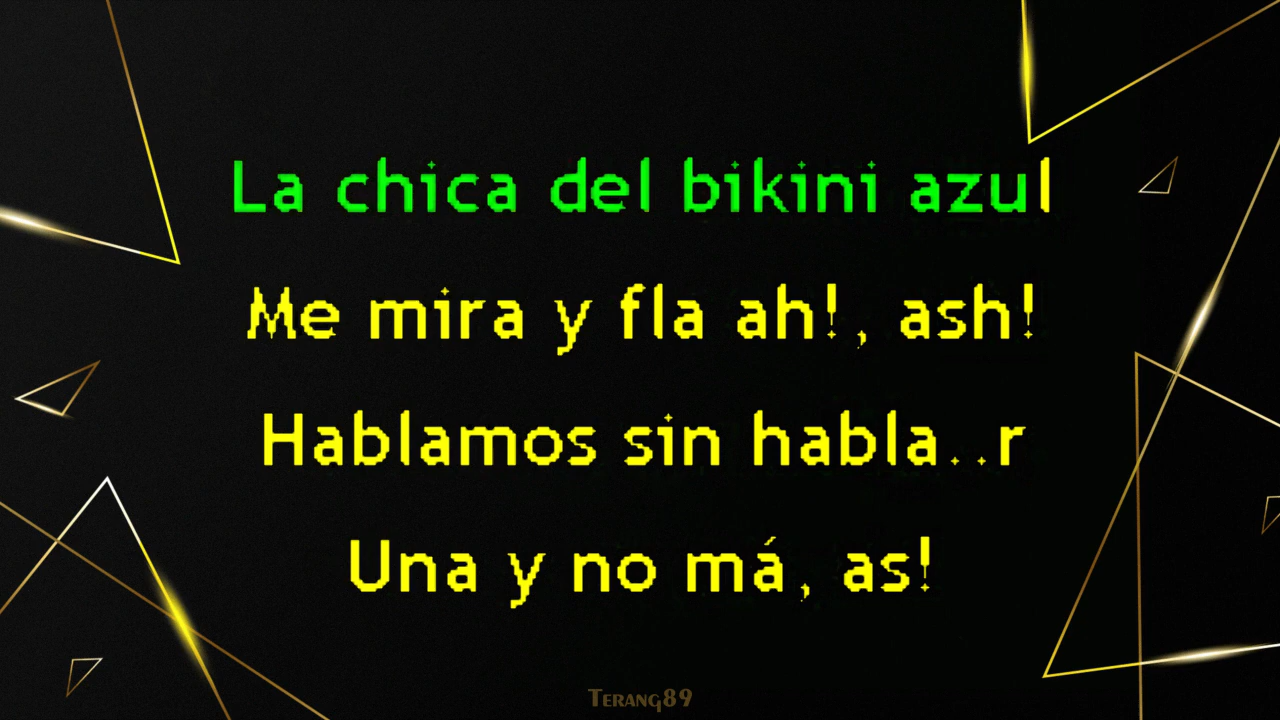 La chica del bikini azul
Me mira y fla ah!, ash!
Hablamos sin habla..r
Una y no má, as!
Terang89